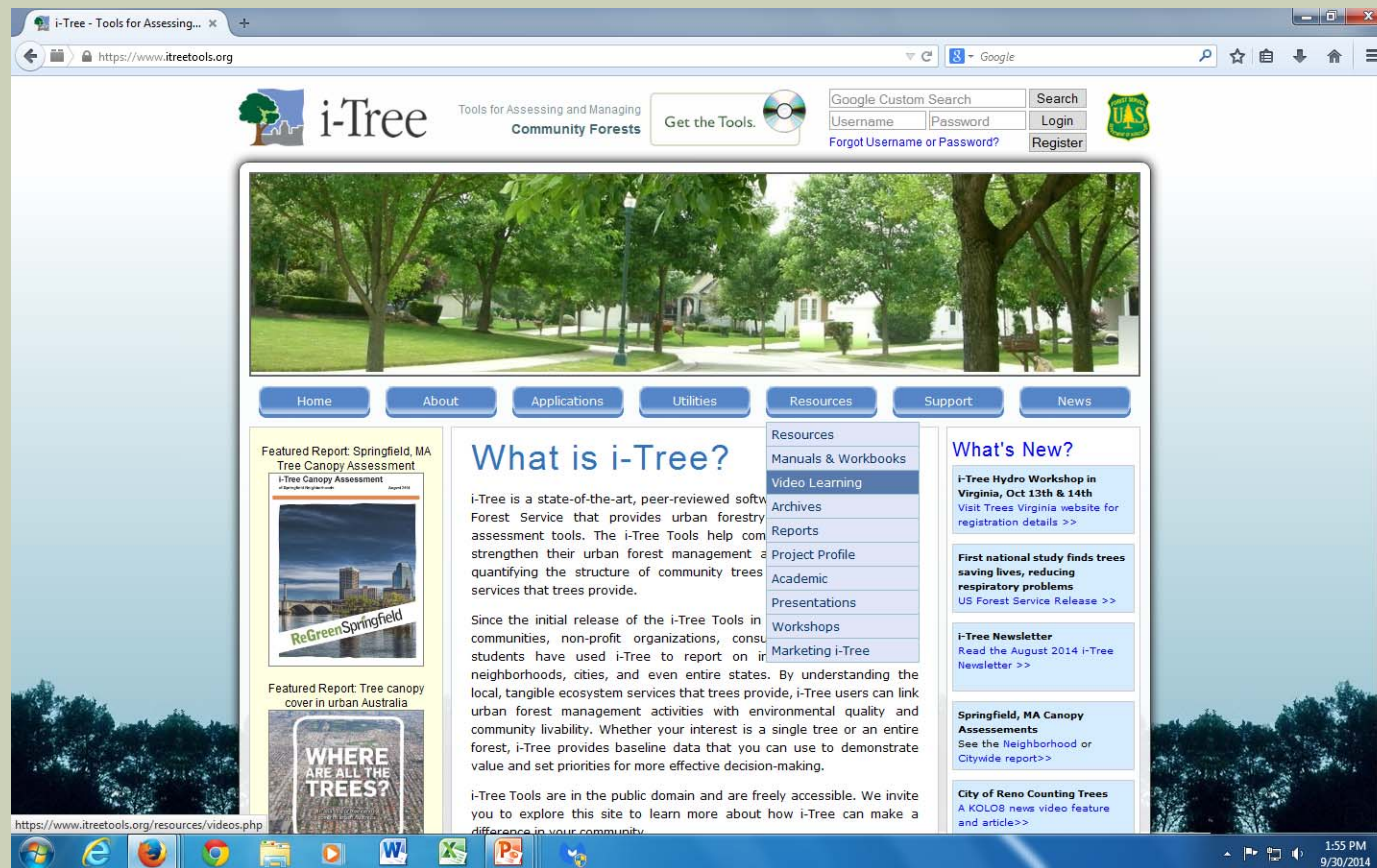 i-Tree - Tools for Assessing...
https://www.itreetools.org
Google
i-Tree
Tools for Assessing and Managing
Community Forests
Get the Tools.
Google Custom Search
Search
Username
Password
Login
Forgot Username or Password?
Register
FOREST SERVICE
UAS
Home
About
Applications
Utilities
Resources
Support
News
Resources
Manuals & Workbooks
Video Learning
Archives
Reports
Project Profile
Academic
Presentations
Workshops
Marketing i-Tree
Featured Report: Springfield, MA
Tree Canopy Assessment
i-Tree Canopy Assessment
of Springfield Neighborhoods
August 2014
ReGreenSpringfield
Featured Report: Tree canopy
cover in urban Australia
WHERE
ARE ALL THE
TREES?
What is i-Tree?
i-Tree is a state-of-the-art, peer-reviewed softw
Forest Service that provides urban forestry
assessment tools. The i-Tree Tools help com
strengthen their urban forest management a
quantifying the structure of community trees
services that trees provide.
Since the initial release of the i-Tree Tools in
communities, non-profit organizations, consu
students have used i-Tree to report on in
neighborhoods, cities, and even entire states. By understanding the
local, tangible ecosystem services that trees provide, i-Tree users can link
urban forest management activities with environmental quality and
community livability. Whether your interest is a single tree or an entire
forest, i-Tree provides baseline data that you can use to demonstrate
value and set priorities for more effective decision-making.
i-Tree Tools are in the public domain and are freely accessible. We invite
you to explore this site to learn more about how i-Tree can make a
difference in your community.
What's New?
i-Tree Hydro Workshop in
Virginia, Oct 13th & 14th
Visit Trees Virginia website for
registration details >>
First national study finds trees
saving lives, reducing
respiratory problems
US Forest Service Release >>
i-Tree Newsletter
Read the August 2014 i-Tree
Newsletter >>
Springfield, MA Canopy
Assessements
See the Neighborhood or
Citywide report>>
City of Reno Counting Trees
A KOLO8 news video feature
and article>>
https://www.itreetools.org/resources/videos.php
1:55 PM
9/30/2014